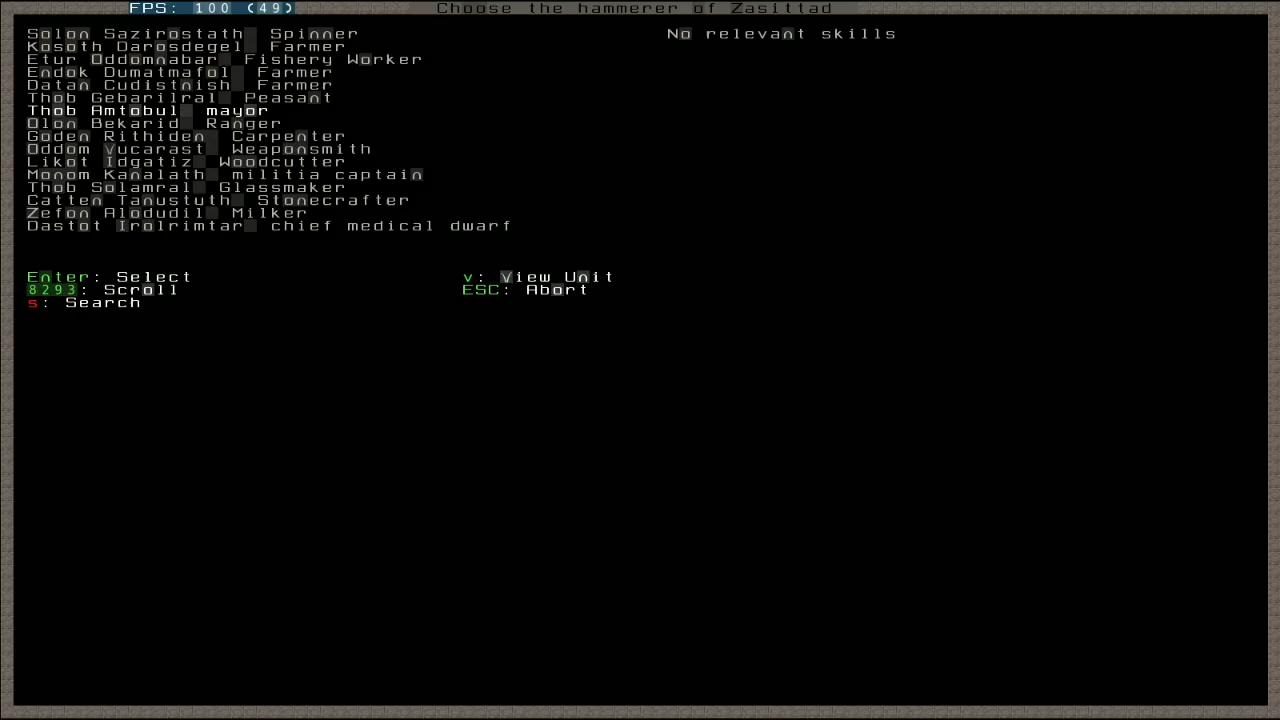 FPS: 100 (49) Choose the hammerer of Zasittad
Solon Sazirostath Spinner No relevant skills
Kosoth Darosdegel Farmer
Etur Oddomnabar Fishery Worker
Endok Dumatmafol Farmer
Datan Cudistnish Farmer
Thob Gebarilral Peasant
Thob Amtobul mayor
Olon Bekarid Ranger
Goden Rithiden Carpenter
Oddom Vucarast Weaponsmith
Likot Idgatiz Woodcutter
Monom Kanalath militia captain
Thob Solamral Glassmaker
Catten Tanustuth Stonecrafter
Zefon Alodudil Milker
Dastot Irolrimtar chief medical dwarf
Enter: Select v: View Unit
8293: Scroll ESC: Abort
s: Search